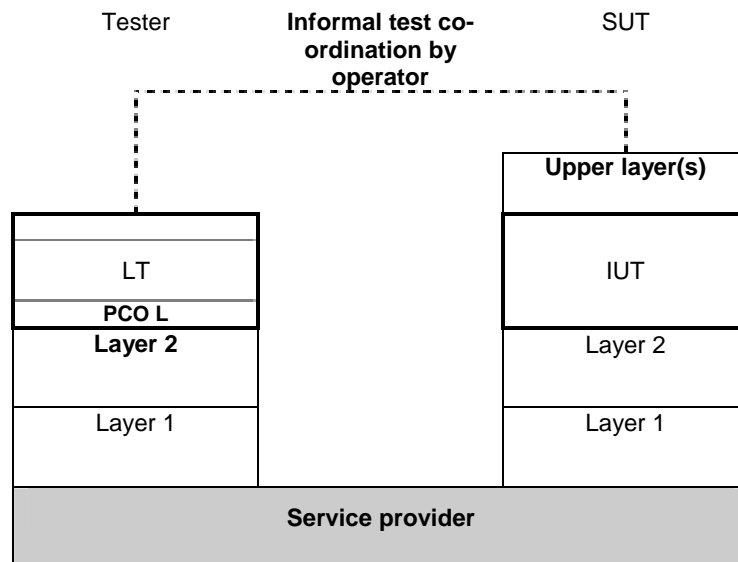 Tester
Informal test co-
ordination by
operator
SUT
Upper layer(s)
LT
IUT
PCO L
Layer 2
Layer 2
Layer 1
Layer 1
Service provider